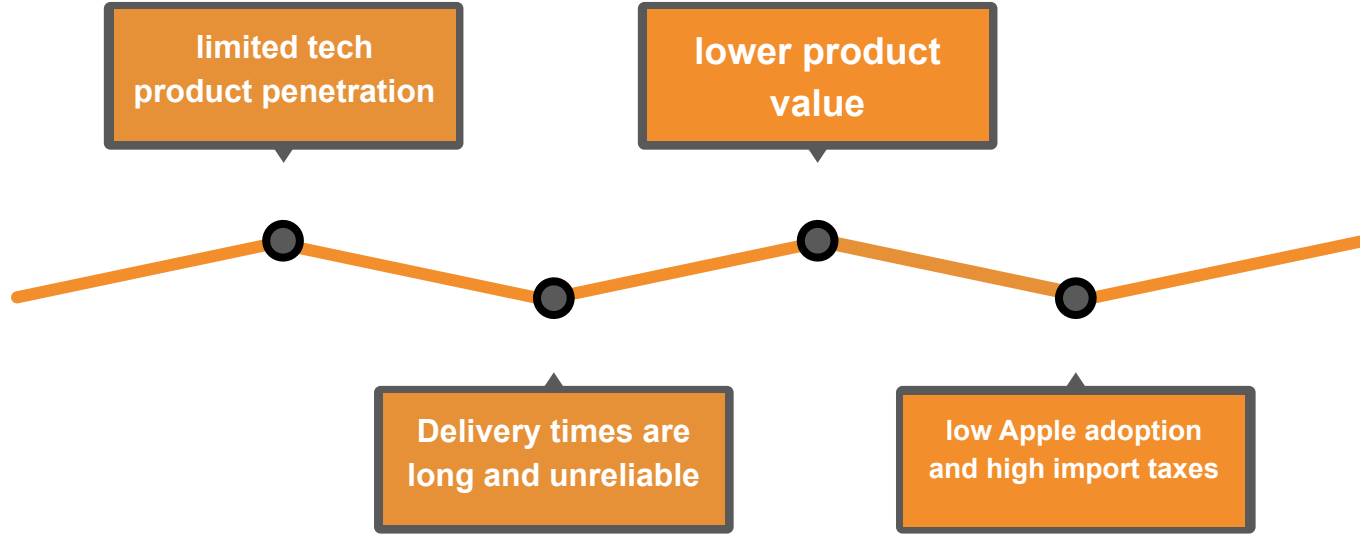 limited tech
product penetration
lower product
value
Delivery times are
long and unreliable
low Apple adoption
and high import taxes